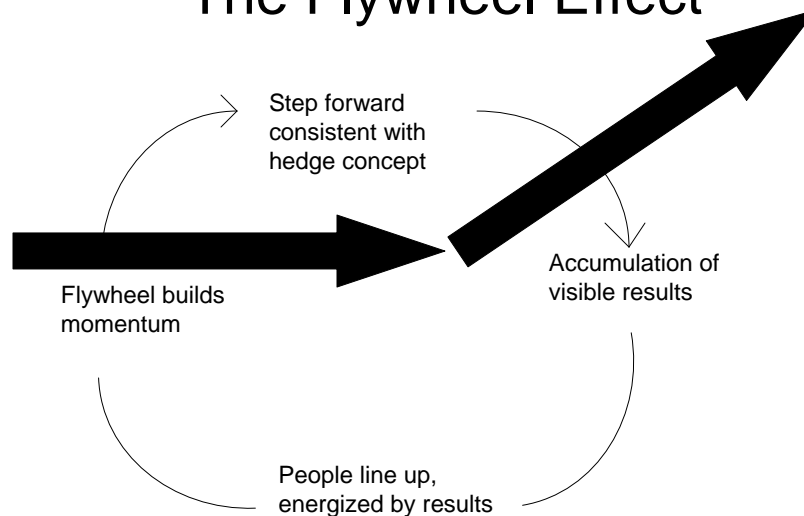 The Flywheel Effect
Step forward
consistent with
hedge concept
Accumulation of
visible results
Flywheel builds
momentum
People line up,
energized by results